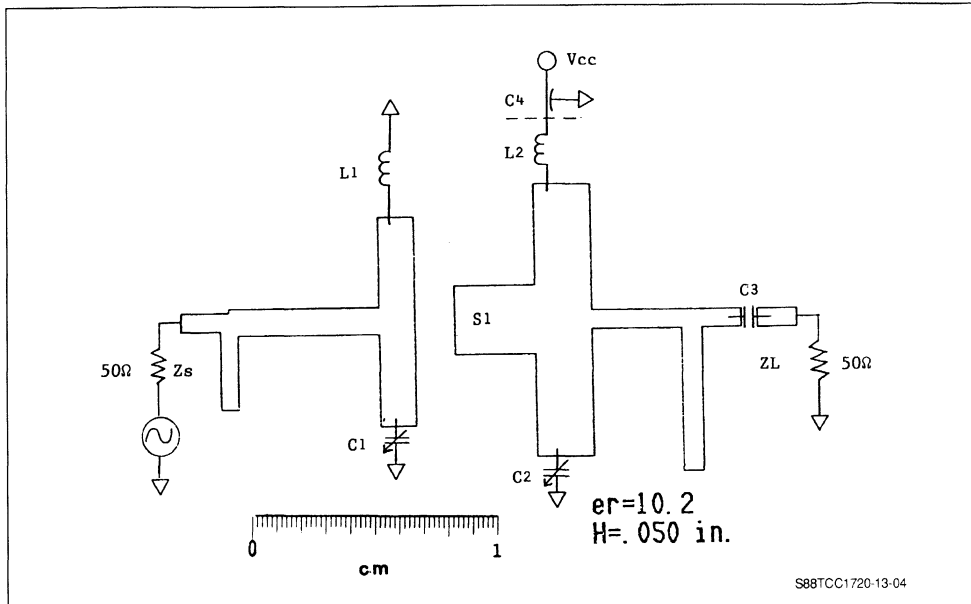 Vcc
C4
L2
L1
C3
S1
50Ω Zs
ZL 50Ω
C1
C2
er=10.2
H=.050 in.
0 1
cm
S88TCC1720-13-04